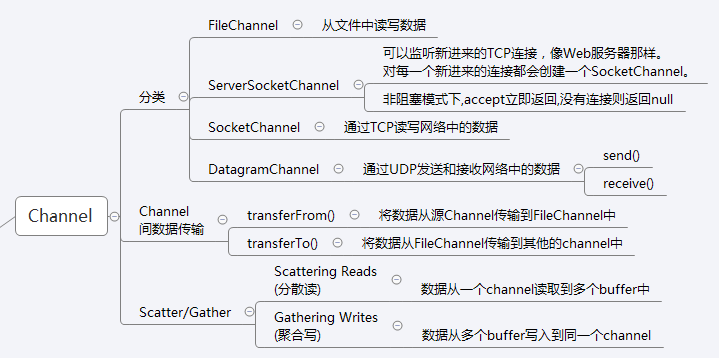 Channel
分类
FileChannel
从文件中读写数据
ServerSocketChannel
可以监听新进来的TCP连接，像Web服务器那样。
对每一个新进来的连接都会创建一个SocketChannel。
非阻塞模式下,accept立即返回,没有连接则返回null
SocketChannel
通过TCP读写网络中的数据
DatagramChannel
通过UDP发送和接收网络中的数据
send()
receive()
Channel
间数据传输
transferFrom()
将数据从源Channel传输到FileChannel中
transferTo()
将数据从FileChannel传输到其他的channel中
Scatter/Gather
Scattering Reads
(分散读)
数据从一个channel读取到多个buffer中
Gathering Writes
(聚合写)
数据从多个buffer写入到同一个channel